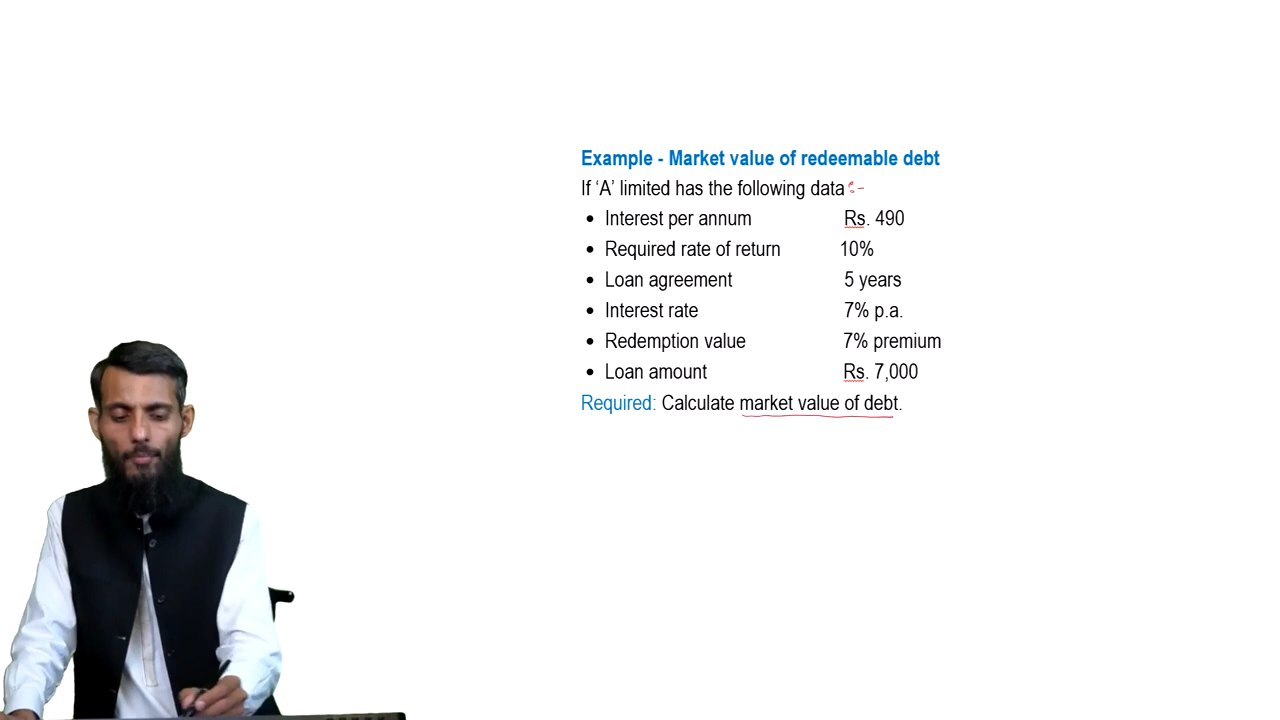 Example - Market value of redeemable debt
If ‘A’ limited has the following data :-
• Interest per annum Rs. 490
• Required rate of return 10%
• Loan agreement 5 years
• Interest rate 7% p.a.
• Redemption value 7% premium
• Loan amount Rs. 7,000
Required: Calculate market value of debt.